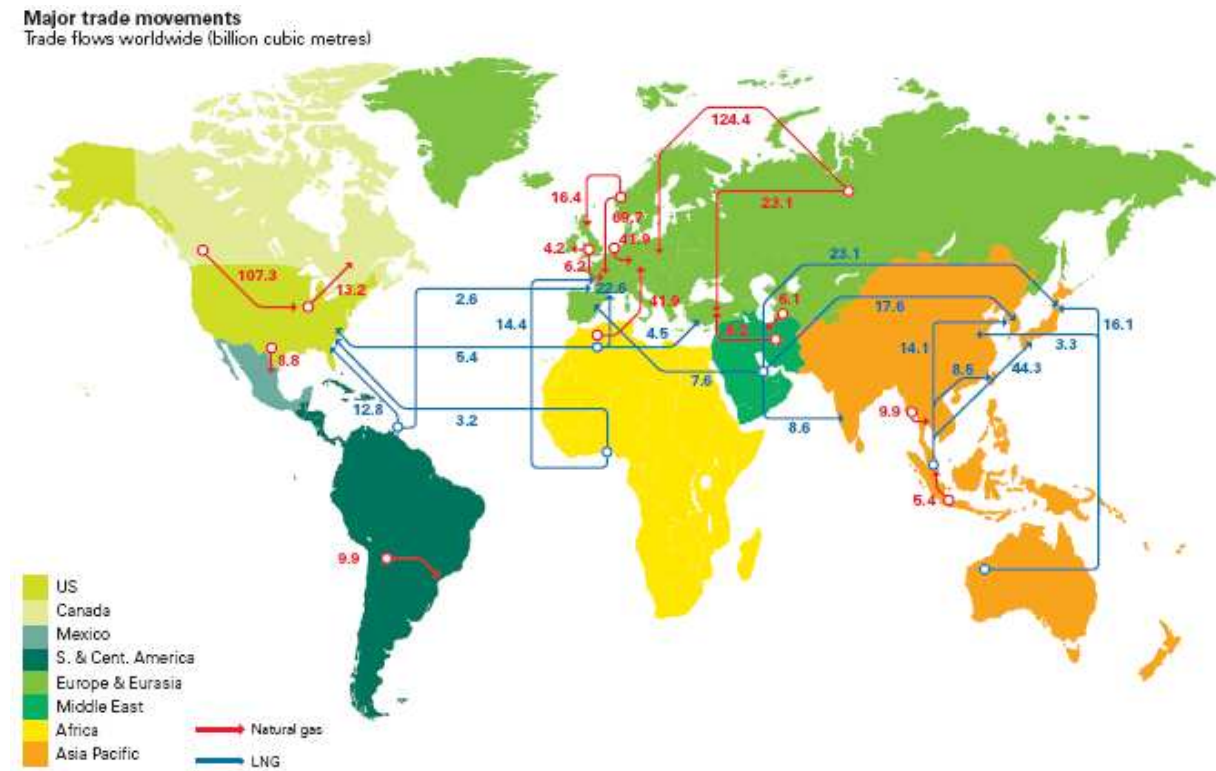 Major trade movements
Trade flows worldwide (billion cubic metres)
124.4
16.4
69.7
23.1
4.2
41.9
6.2
23.1
107.3
13.2
2.6
22.6
41.9
6.1
17.6
14.4
4.5
6.2
16.1
8.8
5.4
14.1
3.3
7.6
8.5
44.3
12.8
3.2
8.6
9.9
5.4
9.9
US
Canada
Mexico
S. & Cent. America
Europe & Eurasia
Middle East
Africa
Natural gas
Asia Pacific
LNG